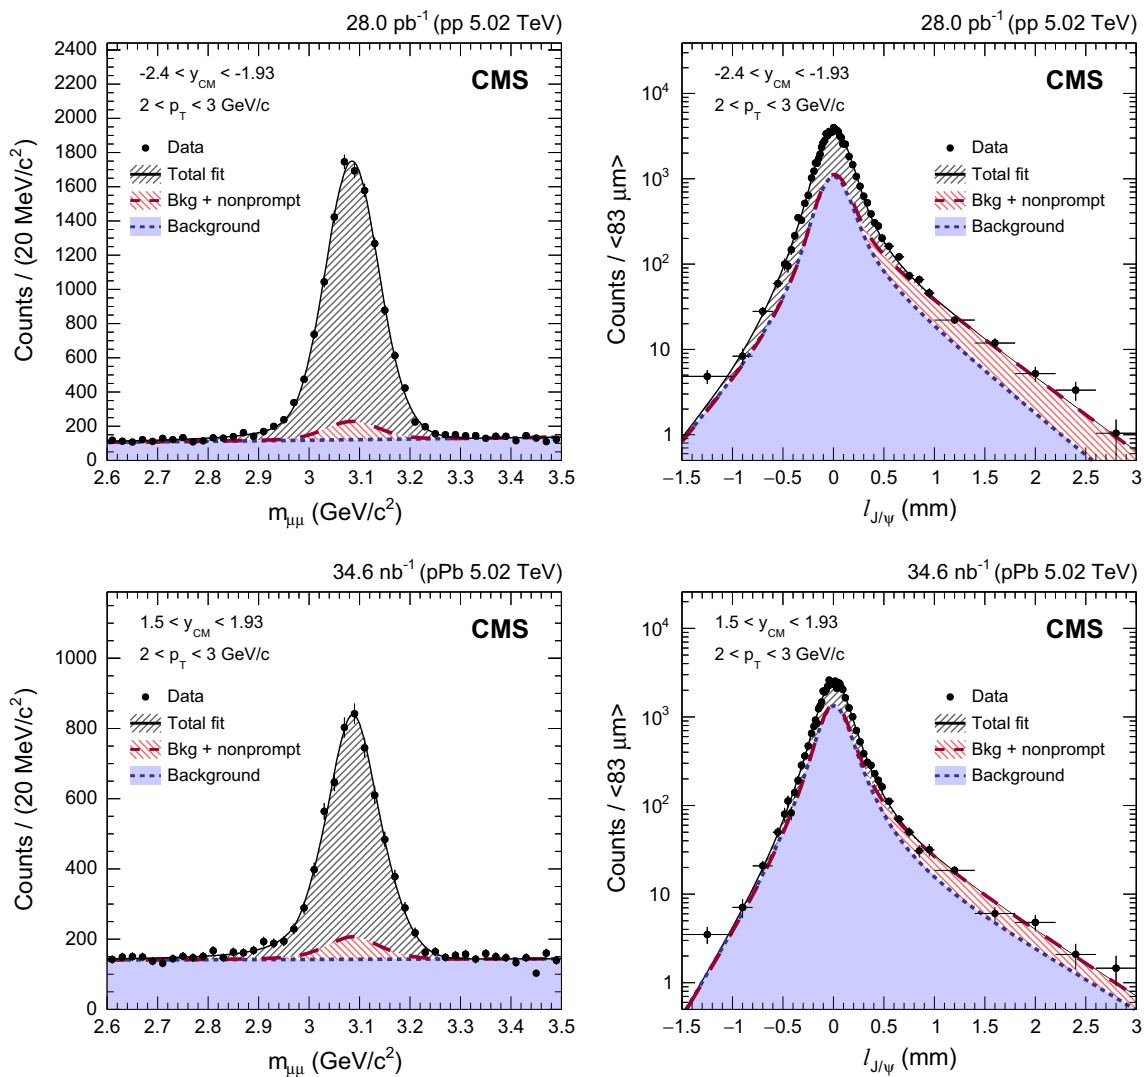 28.0 pb⁻¹ (pp 5.02 TeV)
Counts / (20 MeV/c²)
2400
2200
2000
1800
1600
1400
1200
1000
800
600
400
200
0
-2.4 < y_CM < -1.93
CMS
2 < p_T < 3 GeV/c
Data
Total fit
Bkg + nonprompt
Background
2.6 2.7 2.8 2.9 3 3.1 3.2 3.3 3.4 3.5
m_μμ (GeV/c²)
28.0 pb⁻¹ (pp 5.02 TeV)
Counts / <83 μm>
10⁴
10³
10²
10
1
-2.4 < y_CM < -1.93
CMS
2 < p_T < 3 GeV/c
Data
Total fit
Bkg + nonprompt
Background
−1.5 −1 −0.5 0 0.5 1 1.5 2 2.5 3
l_J/ψ (mm)
34.6 nb⁻¹ (pPb 5.02 TeV)
Counts / (20 MeV/c²)
1000
800
600
400
200
0
1.5 < y_CM < 1.93
CMS
2 < p_T < 3 GeV/c
Data
Total fit
Bkg + nonprompt
Background
2.6 2.7 2.8 2.9 3 3.1 3.2 3.3 3.4 3.5
m_μμ (GeV/c²)
34.6 nb⁻¹ (pPb 5.02 TeV)
Counts / <83 μm>
10⁴
10³
10²
10
1
1.5 < y_CM < 1.93
CMS
2 < p_T < 3 GeV/c
Data
Total fit
Bkg + nonprompt
Background
−1.5 −1 −0.5 0 0.5 1 1.5 2 2.5 3
l_J/ψ (mm)